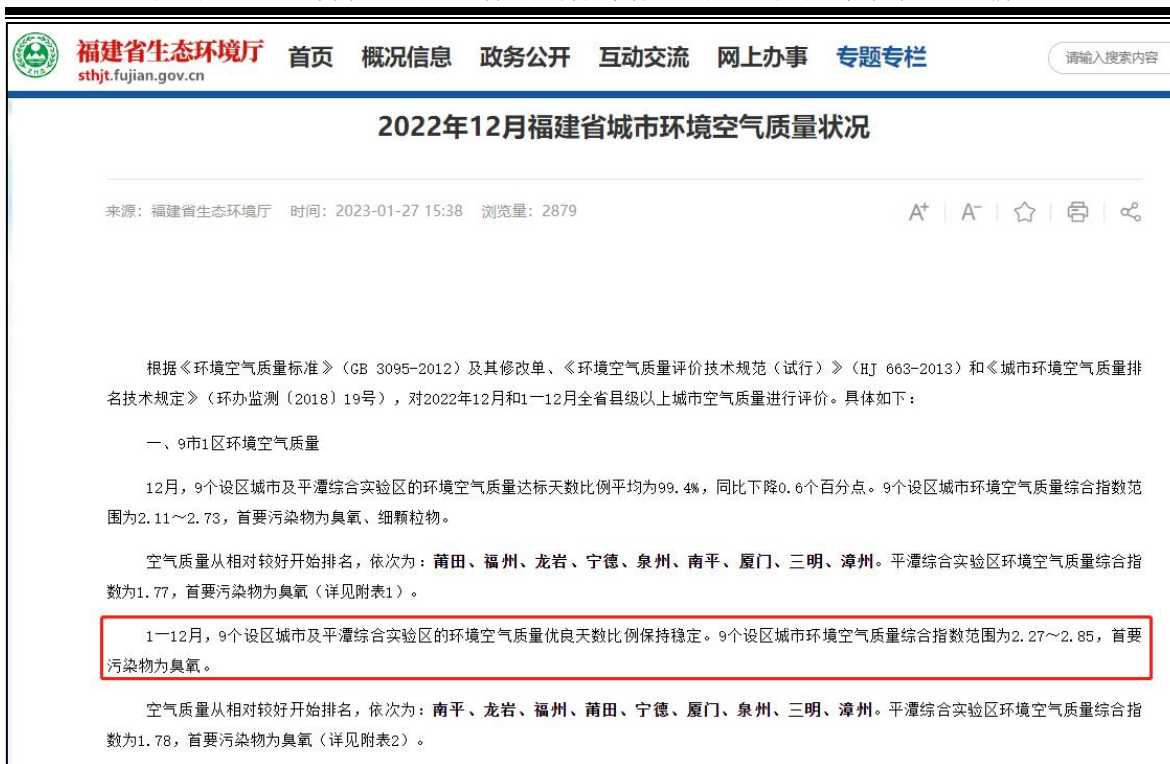 福建省生态环境厅
sthjt.fujian.gov.cn
首页 概况信息 政务公开 互动交流 网上办事 专题专栏
请输入搜索内容
2022年12月福建省城市环境空气质量状况
来源：福建省生态环境厅 时间：2023-01-27 15:38 浏览量：2879
A⁺ A⁻
根据《环境空气质量标准》（GB 3095-2012）及其修改单、《环境空气质量评价技术规范（试行）》（HJ 663-2013）和《城市环境空气质量排
名技术规定》（环办监测〔2018〕19号），对2022年12月和1—12月全省县级以上城市空气质量进行评价。具体如下：
一、9市1区环境空气质量
12月，9个设区城市及平潭综合实验区的环境空气质量达标天数比例平均为99.4%，同比下降0.6个百分点。9个设区城市环境空气质量综合指数范
围为2.11～2.73，首要污染物为臭氧、细颗粒物。
空气质量从相对较好开始排名，依次为：莆田、福州、龙岩、宁德、泉州、南平、厦门、三明、漳州。平潭综合实验区环境空气质量综合指
数为1.77，首要污染物为臭氧（详见附表1）。
1—12月，9个设区城市及平潭综合实验区的环境空气质量优良天数比例保持稳定。9个设区城市环境空气质量综合指数范围为2.27～2.85，首要
污染物为臭氧。
空气质量从相对较好开始排名，依次为：南平、龙岩、福州、莆田、宁德、厦门、泉州、三明、漳州。平潭综合实验区环境空气质量综合指
数为1.78，首要污染物为臭氧（详见附表2）。